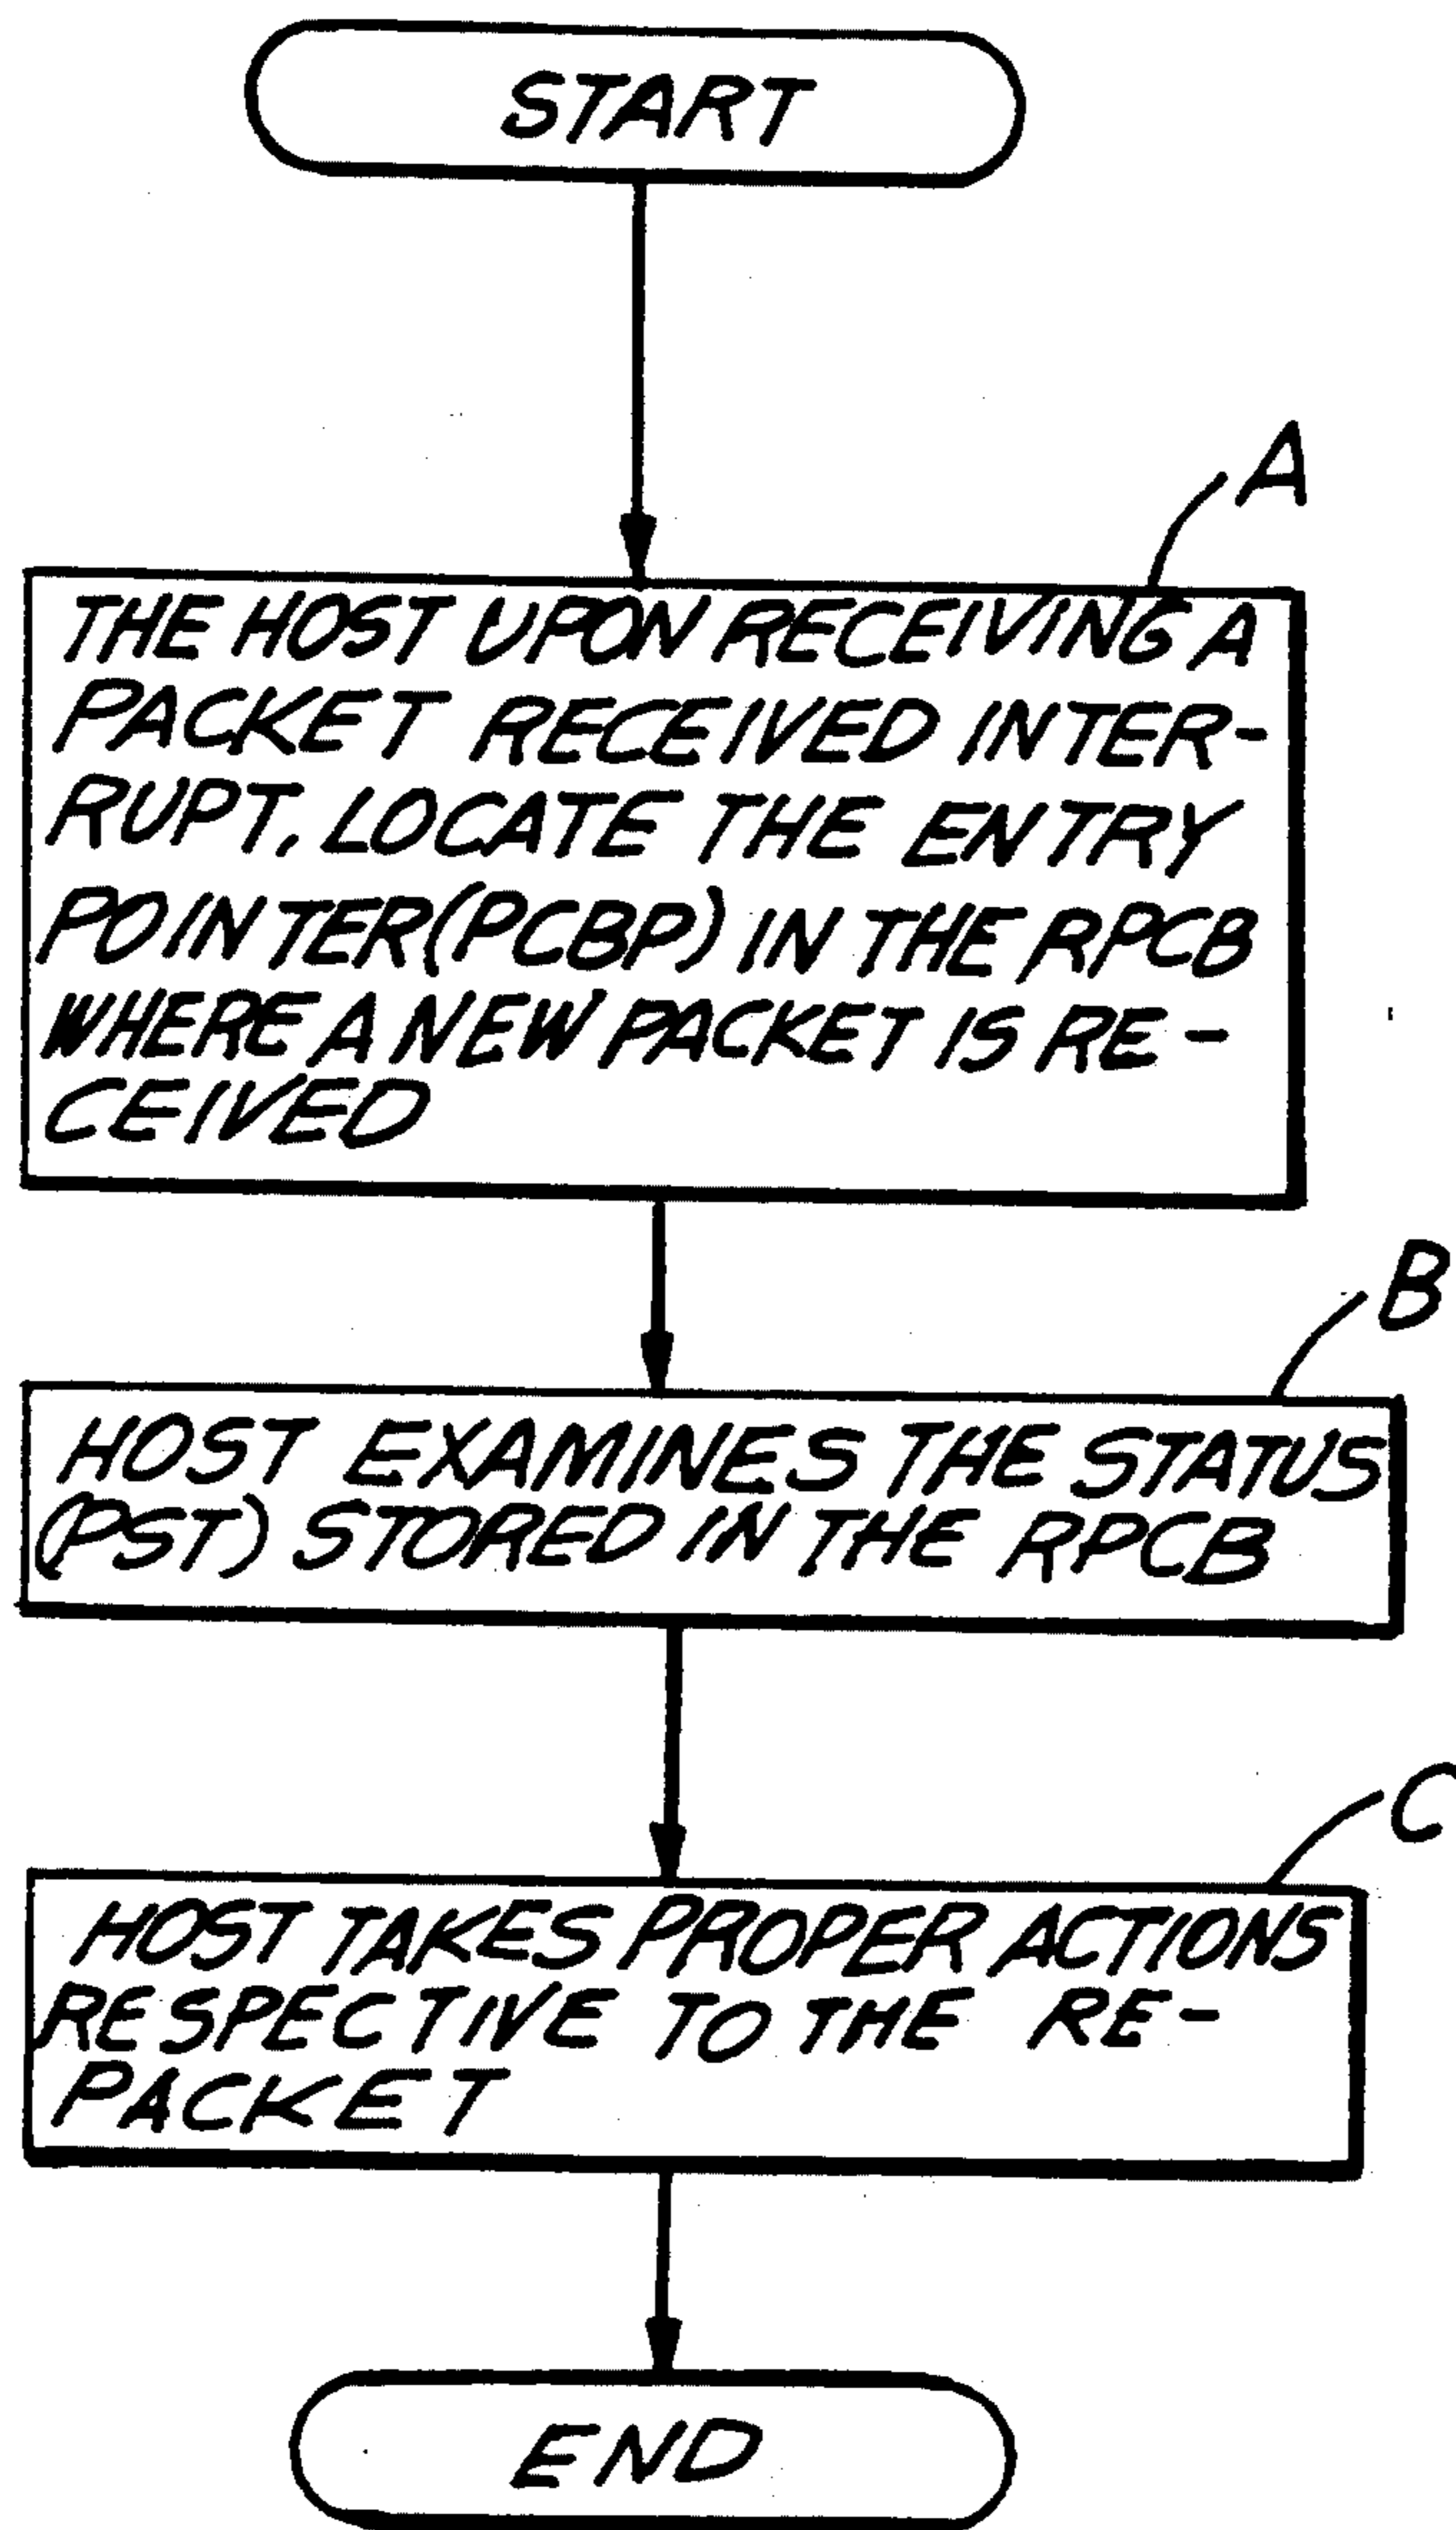 START
A
THE HOST UPON RECEIVING A
PACKET RECEIVED INTER-
RUPT, LOCATE THE ENTRY
POINTER(PCBP) IN THE RPCB
WHERE A NEW PACKET IS RE-
CEIVED
B
HOST EXAMINES THE STATUS
(PST) STORED IN THE RPCB
C
HOST TAKES PROPER ACTIONS
RESPECTIVE TO THE RE-
PACKET
END